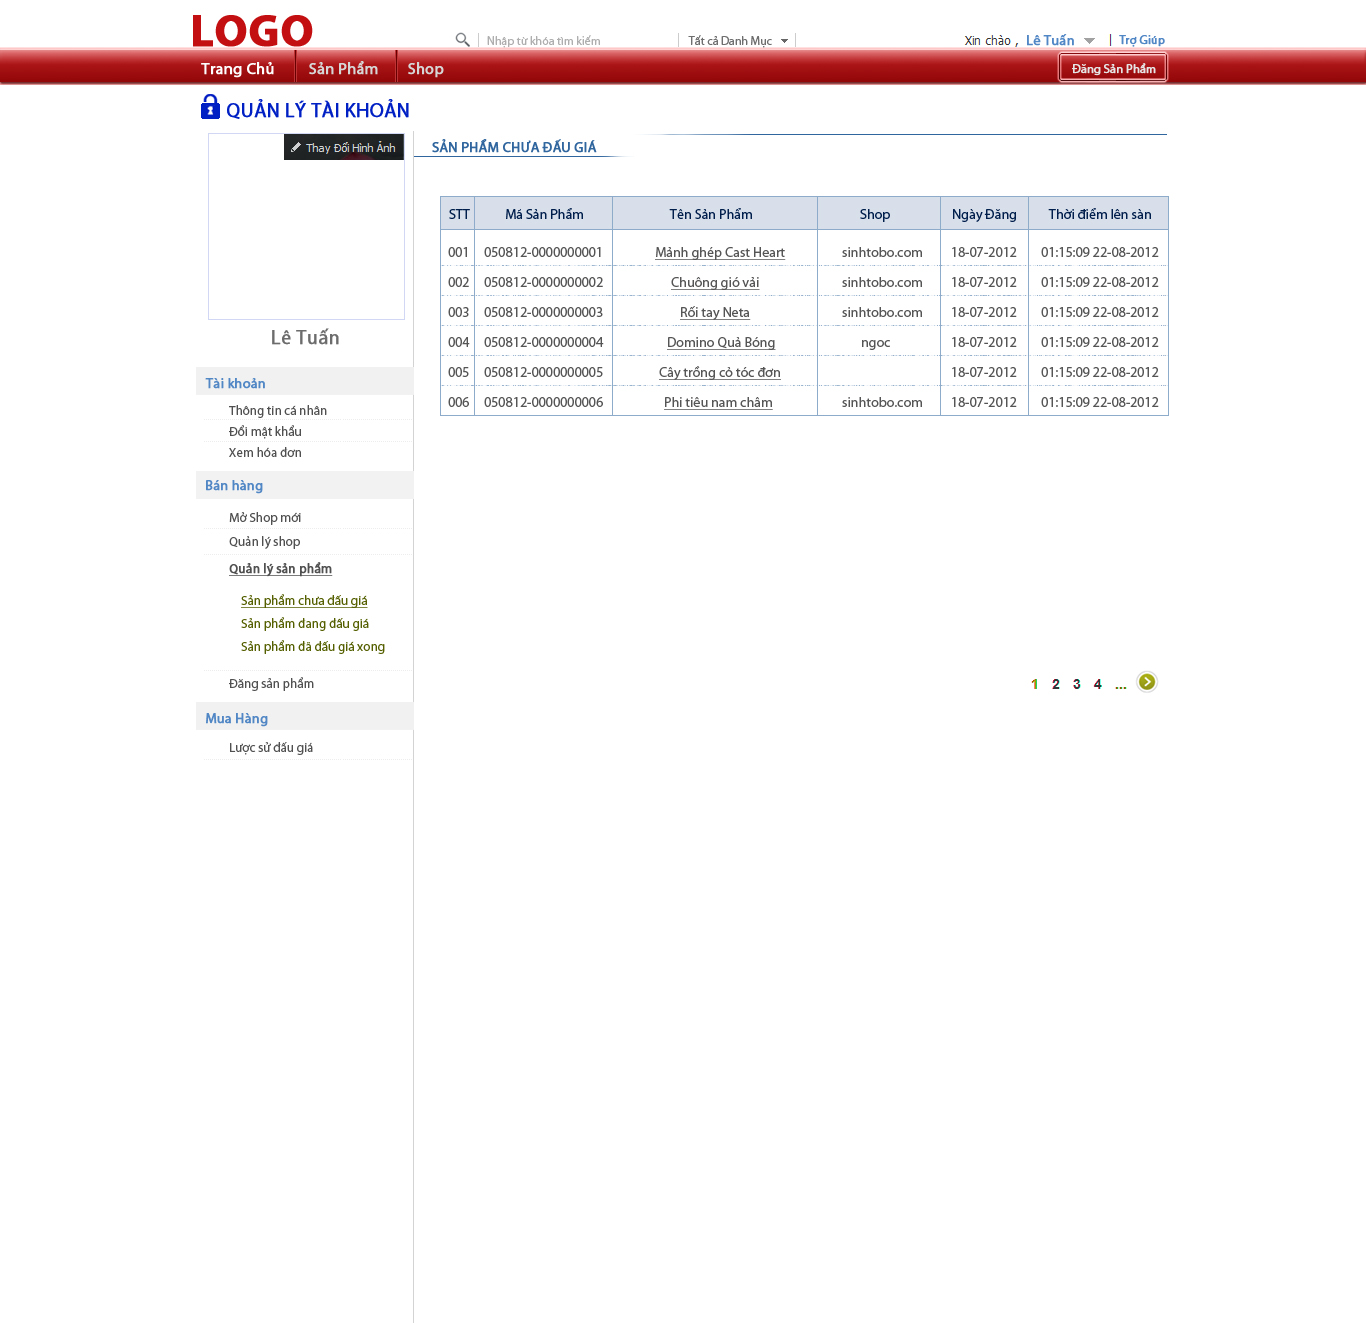 LOGO
Nhập từ khóa tìm kiếm
Tất cả Danh Mục
Xin chào , Lê Tuấn
Trợ Giúp
Trang Chủ
Sản Phẩm
Shop
Đăng Sản Phẩm
QUẢN LÝ TÀI KHOẢN
Thay Đổi Hình Ảnh
Lê Tuấn
Tài khoản
Thông tin cá nhân
Đổi mật khẩu
Xem hóa dơn
Bán hàng
Mở Shop mới
Quản lý shop
Quản lý sản phẩm
Sản phẩm chưa dấu giá
Sản phẩm dang dấu giá
Sản phẩm dã dấu giá xong
Đăng sản phẩm
Mua Hàng
Lược sử dấu giá
SẢN PHẨM CHƯA ĐẤU GIÁ
STT Mã Sản Phẩm Tên Sản Phẩm Shop Ngày Đăng Thời điểm lên sàn
001 050812-0000000001 Mảnh ghép Cast Heart sinhtobo.com 18-07-2012 01:15:09 22-08-2012
002 050812-0000000002 Chuông gió vải sinhtobo.com 18-07-2012 01:15:09 22-08-2012
003 050812-0000000003 Rối tay Neta sinhtobo.com 18-07-2012 01:15:09 22-08-2012
004 050812-0000000004 Domino Quả Bóng ngoc 18-07-2012 01:15:09 22-08-2012
005 050812-0000000005 Cây trồng cỏ tóc đơn 18-07-2012 01:15:09 22-08-2012
006 050812-0000000006 Phi tiêu nam châm sinhtobo.com 18-07-2012 01:15:09 22-08-2012
1 2 3 4 ...